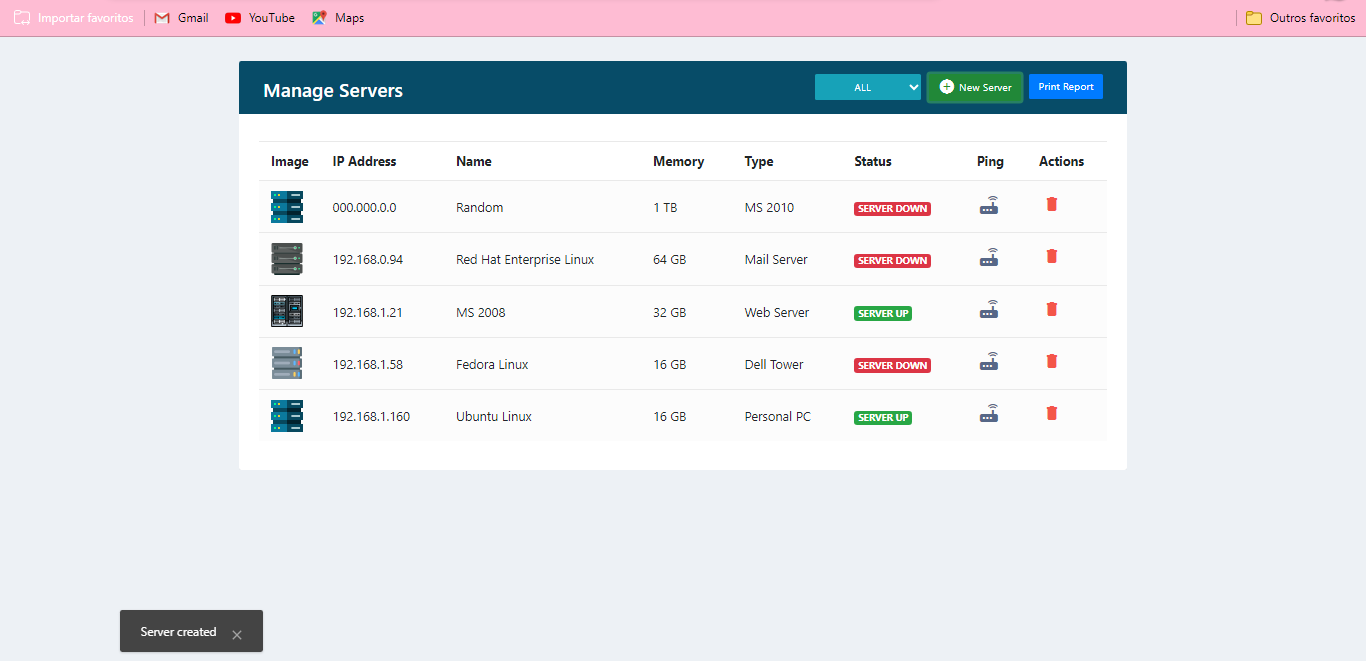 Importar favoritos Gmail YouTube Maps Outros favoritos
Manage Servers ALL New Server Print Report
Image IP Address Name Memory Type Status Ping Actions
000.000.0.0 Random 1 TB MS 2010 SERVER DOWN
192.168.0.94 Red Hat Enterprise Linux 64 GB Mail Server SERVER DOWN
192.168.1.21 MS 2008 32 GB Web Server SERVER UP
192.168.1.58 Fedora Linux 16 GB Dell Tower SERVER DOWN
192.168.1.160 Ubuntu Linux 16 GB Personal PC SERVER UP
Server created